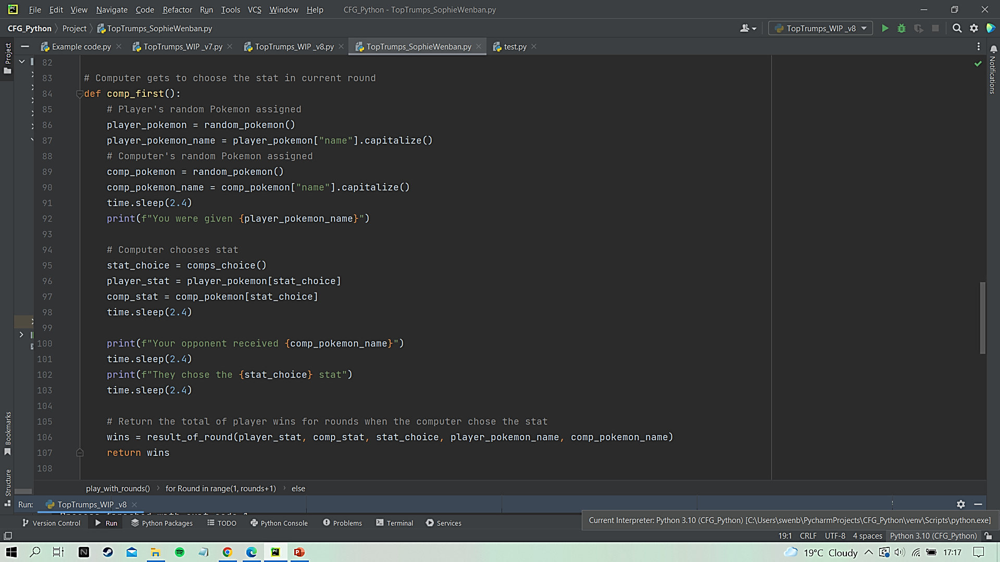 File Edit View Navigate Code Refactor Run Tools VCS Window Help CFG_Python - TopTrumps_SophieWenban.py
CFG_Python Project TopTrumps_SophieWenban.py TopTrumps_WIP _v8
Project Example code.py TopTrumps_WIP _v7.py TopTrumps_WIP _v8.py TopTrumps_SophieWenban.py test.py Notifications
82
83 # Computer gets to choose the stat in current round
84 def comp_first():
85 # Player's random Pokemon assigned
86 player_pokemon = random_pokemon()
87 player_pokemon_name = player_pokemon["name"].capitalize()
88 # Computer's random Pokemon assigned
89 comp_pokemon = random_pokemon()
90 comp_pokemon_name = comp_pokemon["name"].capitalize()
91 time.sleep(2.4)
92 print(f"You were given {player_pokemon_name}")
93
94 # Computer chooses stat
95 stat_choice = comps_choice()
96 player_stat = player_pokemon[stat_choice]
97 comp_stat = comp_pokemon[stat_choice]
98 time.sleep(2.4)
99
100 print(f"Your opponent received {comp_pokemon_name}")
101 time.sleep(2.4)
102 print(f"They chose the {stat_choice} stat")
103 time.sleep(2.4)
104
105 # Return the total of player wins for rounds when the computer chose the stat
106 wins = result_of_round(player_stat, comp_stat, stat_choice, player_pokemon_name, comp_pokemon_name)
107 return wins
108
Bookmarks
Structure
play_with_rounds() for Round in range(1, rounds+1) else
Run: TopTrumps_WIP _v8
Version Control Run Python Packages TODO Python Console Problems Terminal Services
Current Interpreter: Python 3.10 (CFG_Python) [C:\Users\swenb\PycharmProjects\CFG_Python\venv\Scripts\python.exe]
19:1 CRLF UTF-8 4 spaces Python 3.10 (CFG_Python)
19°C Cloudy 17:17